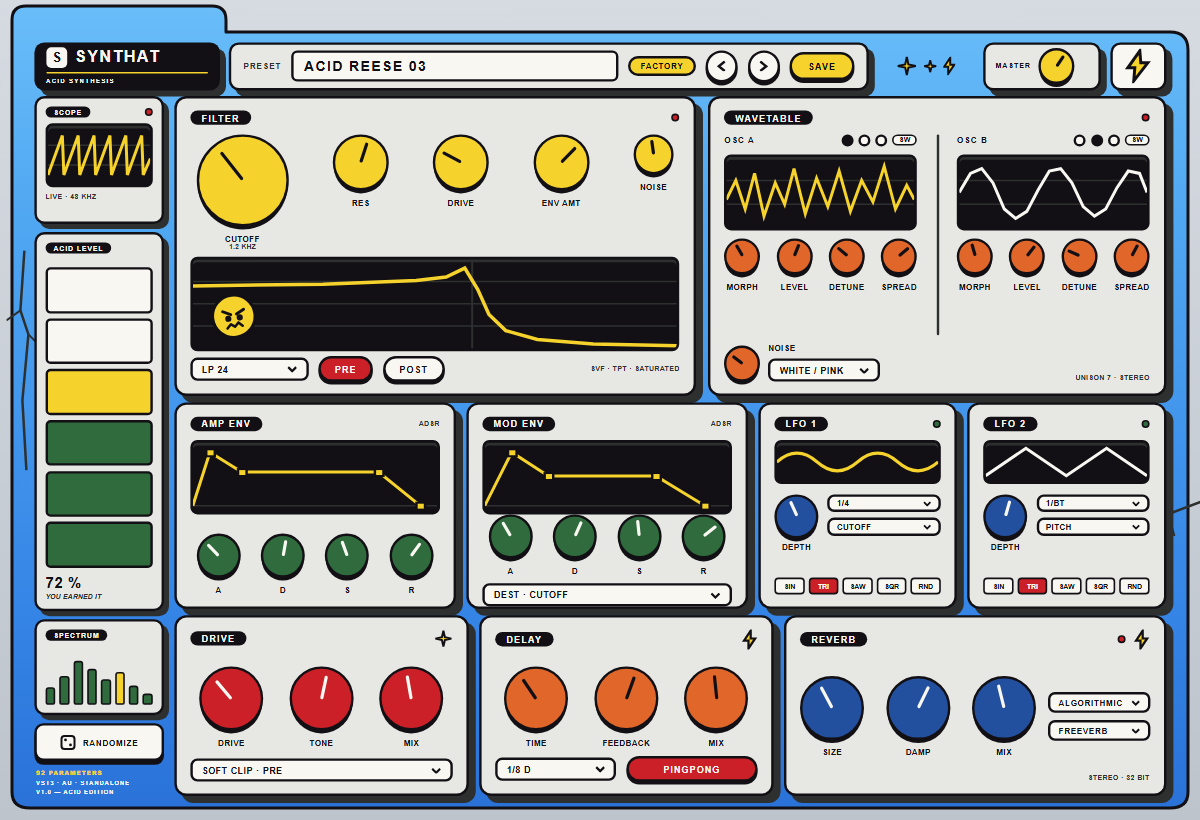 S SYNTHAT
ACID SYNTHESIS
PRESET ACID REESE 03 FACTORY SAVE
MASTER
SCOPE
LIVE · 48 KHZ
ACID LEVEL
72 %
YOU EARNED IT
SPECTRUM
RANDOMIZE
92 PARAMETERS
VST3 · AU · STANDALONE
V1.0 — ACID EDITION
FILTER
CUTOFF
1.2 KHZ
RES
DRIVE
ENV AMT
NOISE
LP 24 PRE POST SVF · TPT · SATURATED
WAVETABLE
OSC A 8W
MORPH LEVEL DETUNE SPREAD
OSC B 8W
MORPH LEVEL DETUNE SPREAD
NOISE
WHITE / PINK
UNISON 7 · STEREO
AMP ENV ADSR
A D S R
MOD ENV ADSR
A D S R
DEST · CUTOFF
LFO 1
1/4
CUTOFF
DEPTH
SIN TRI SAW SQR RND
LFO 2
1/8T
PITCH
DEPTH
SIN TRI SAW SQR RND
DRIVE
DRIVE TONE MIX
SOFT CLIP · PRE
DELAY
TIME FEEDBACK MIX
1/8 D PINGPONG
REVERB
SIZE DAMP MIX
ALGORITHMIC
FREEVERB
STEREO · 32 BIT